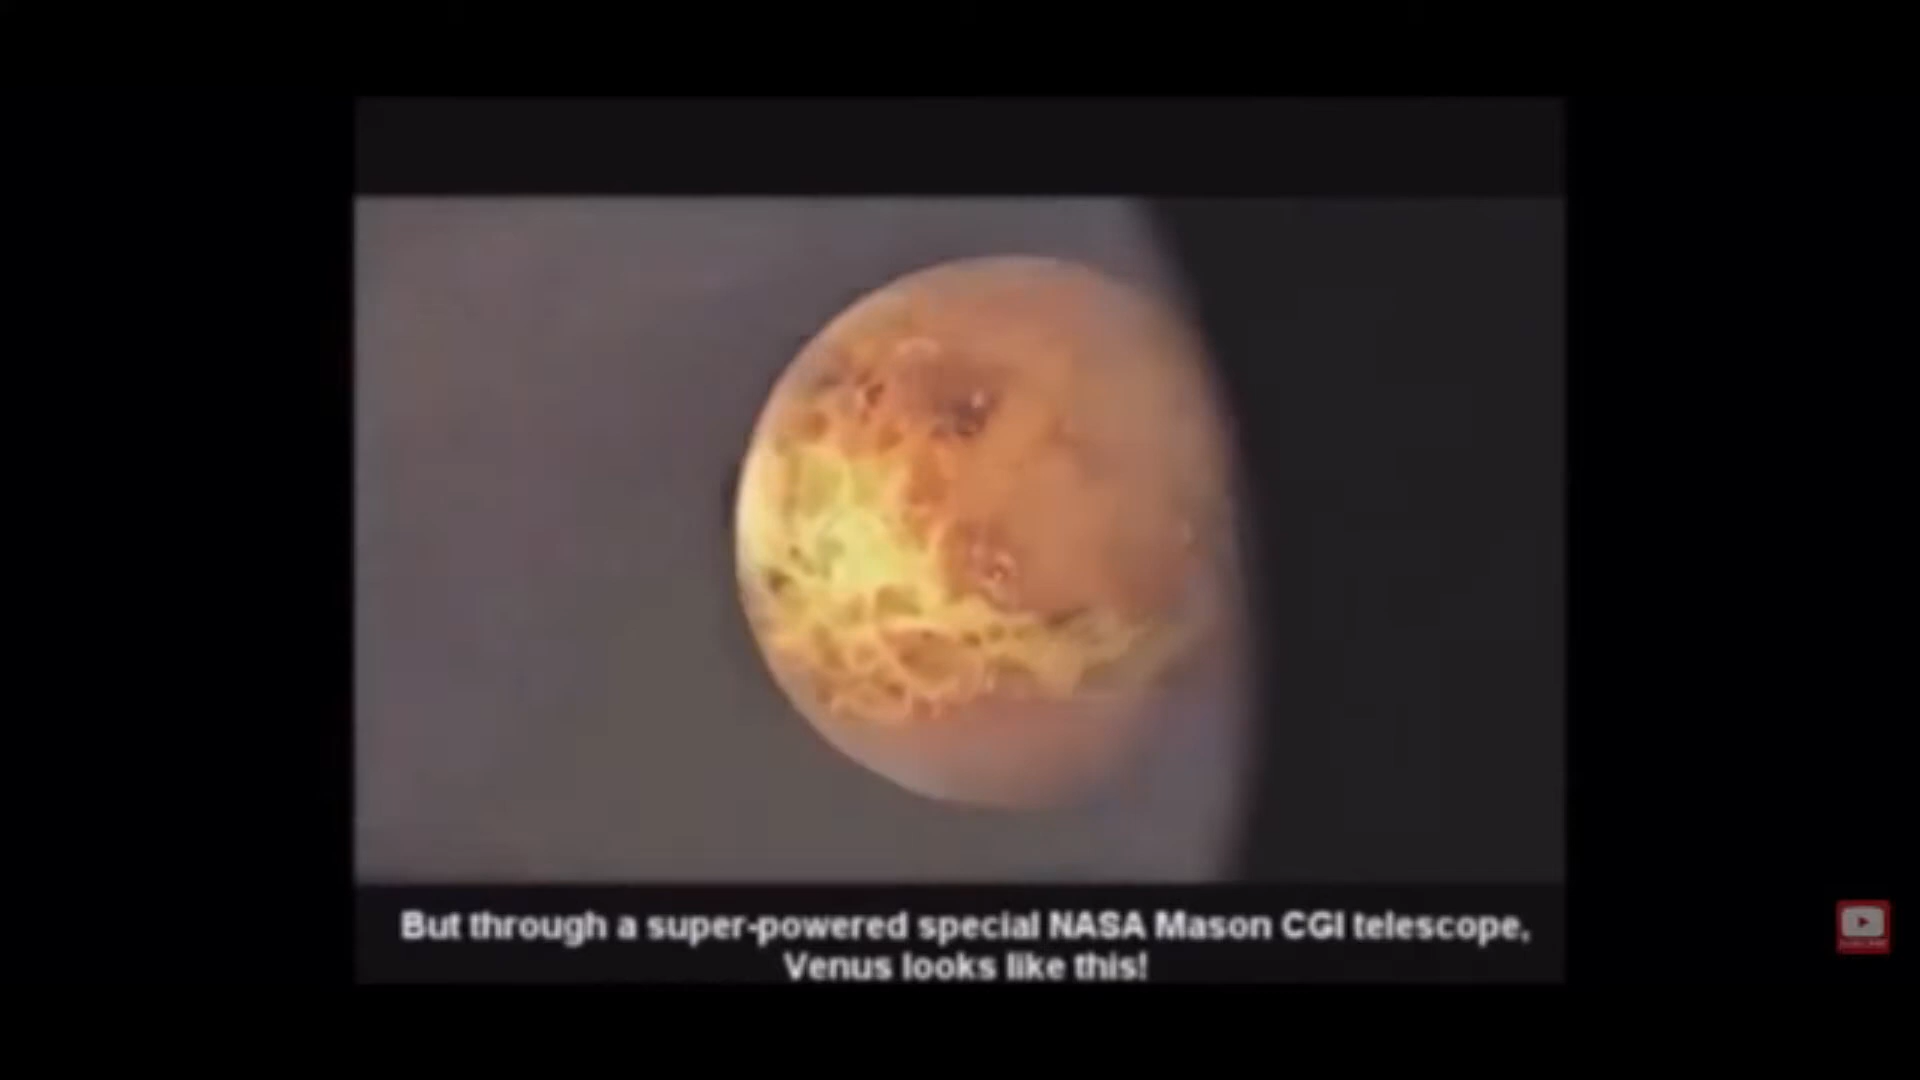 But through a super-powered special NASA Mason CGI telescope,
Venus looks like this!